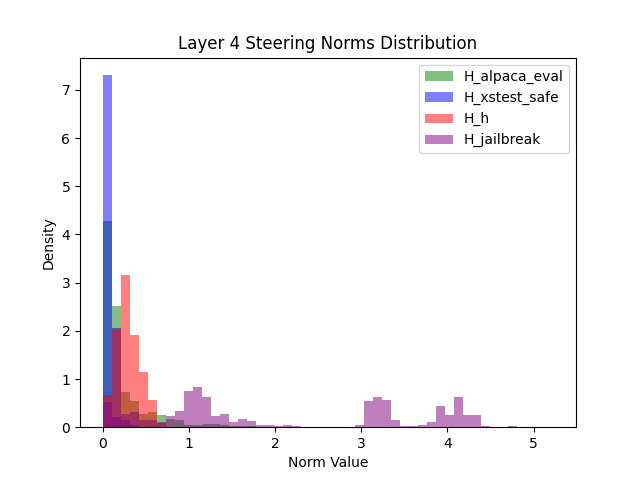 Layer 4 Steering Norms Distribution
H_alpaca_eval
H_xstest_safe
H_h
H_jailbreak
Density
7
6
5
4
3
2
1
0
0 1 2 3 4 5
Norm Value